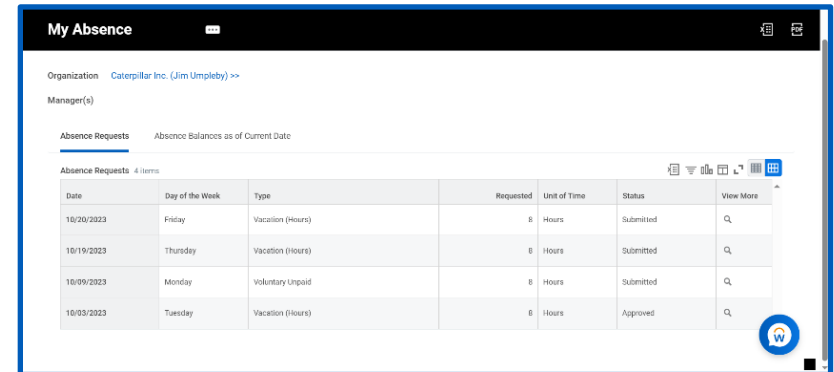 My Absence
PDF
Organization Caterpillar Inc. (Jim Umpleby) >>
Manager(s)
Absence Requests Absence Balances as of Current Date
Absence Requests 4 items
Date Day of the Week Type Requested Unit of Time Status View More
10/20/2023 Friday Vacation (Hours) 8 Hours Submitted
10/19/2023 Thursday Vacation (Hours) 8 Hours Submitted
10/09/2023 Monday Voluntary Unpaid 8 Hours Submitted
10/03/2023 Tuesday Vacation (Hours) 8 Hours Approved
w